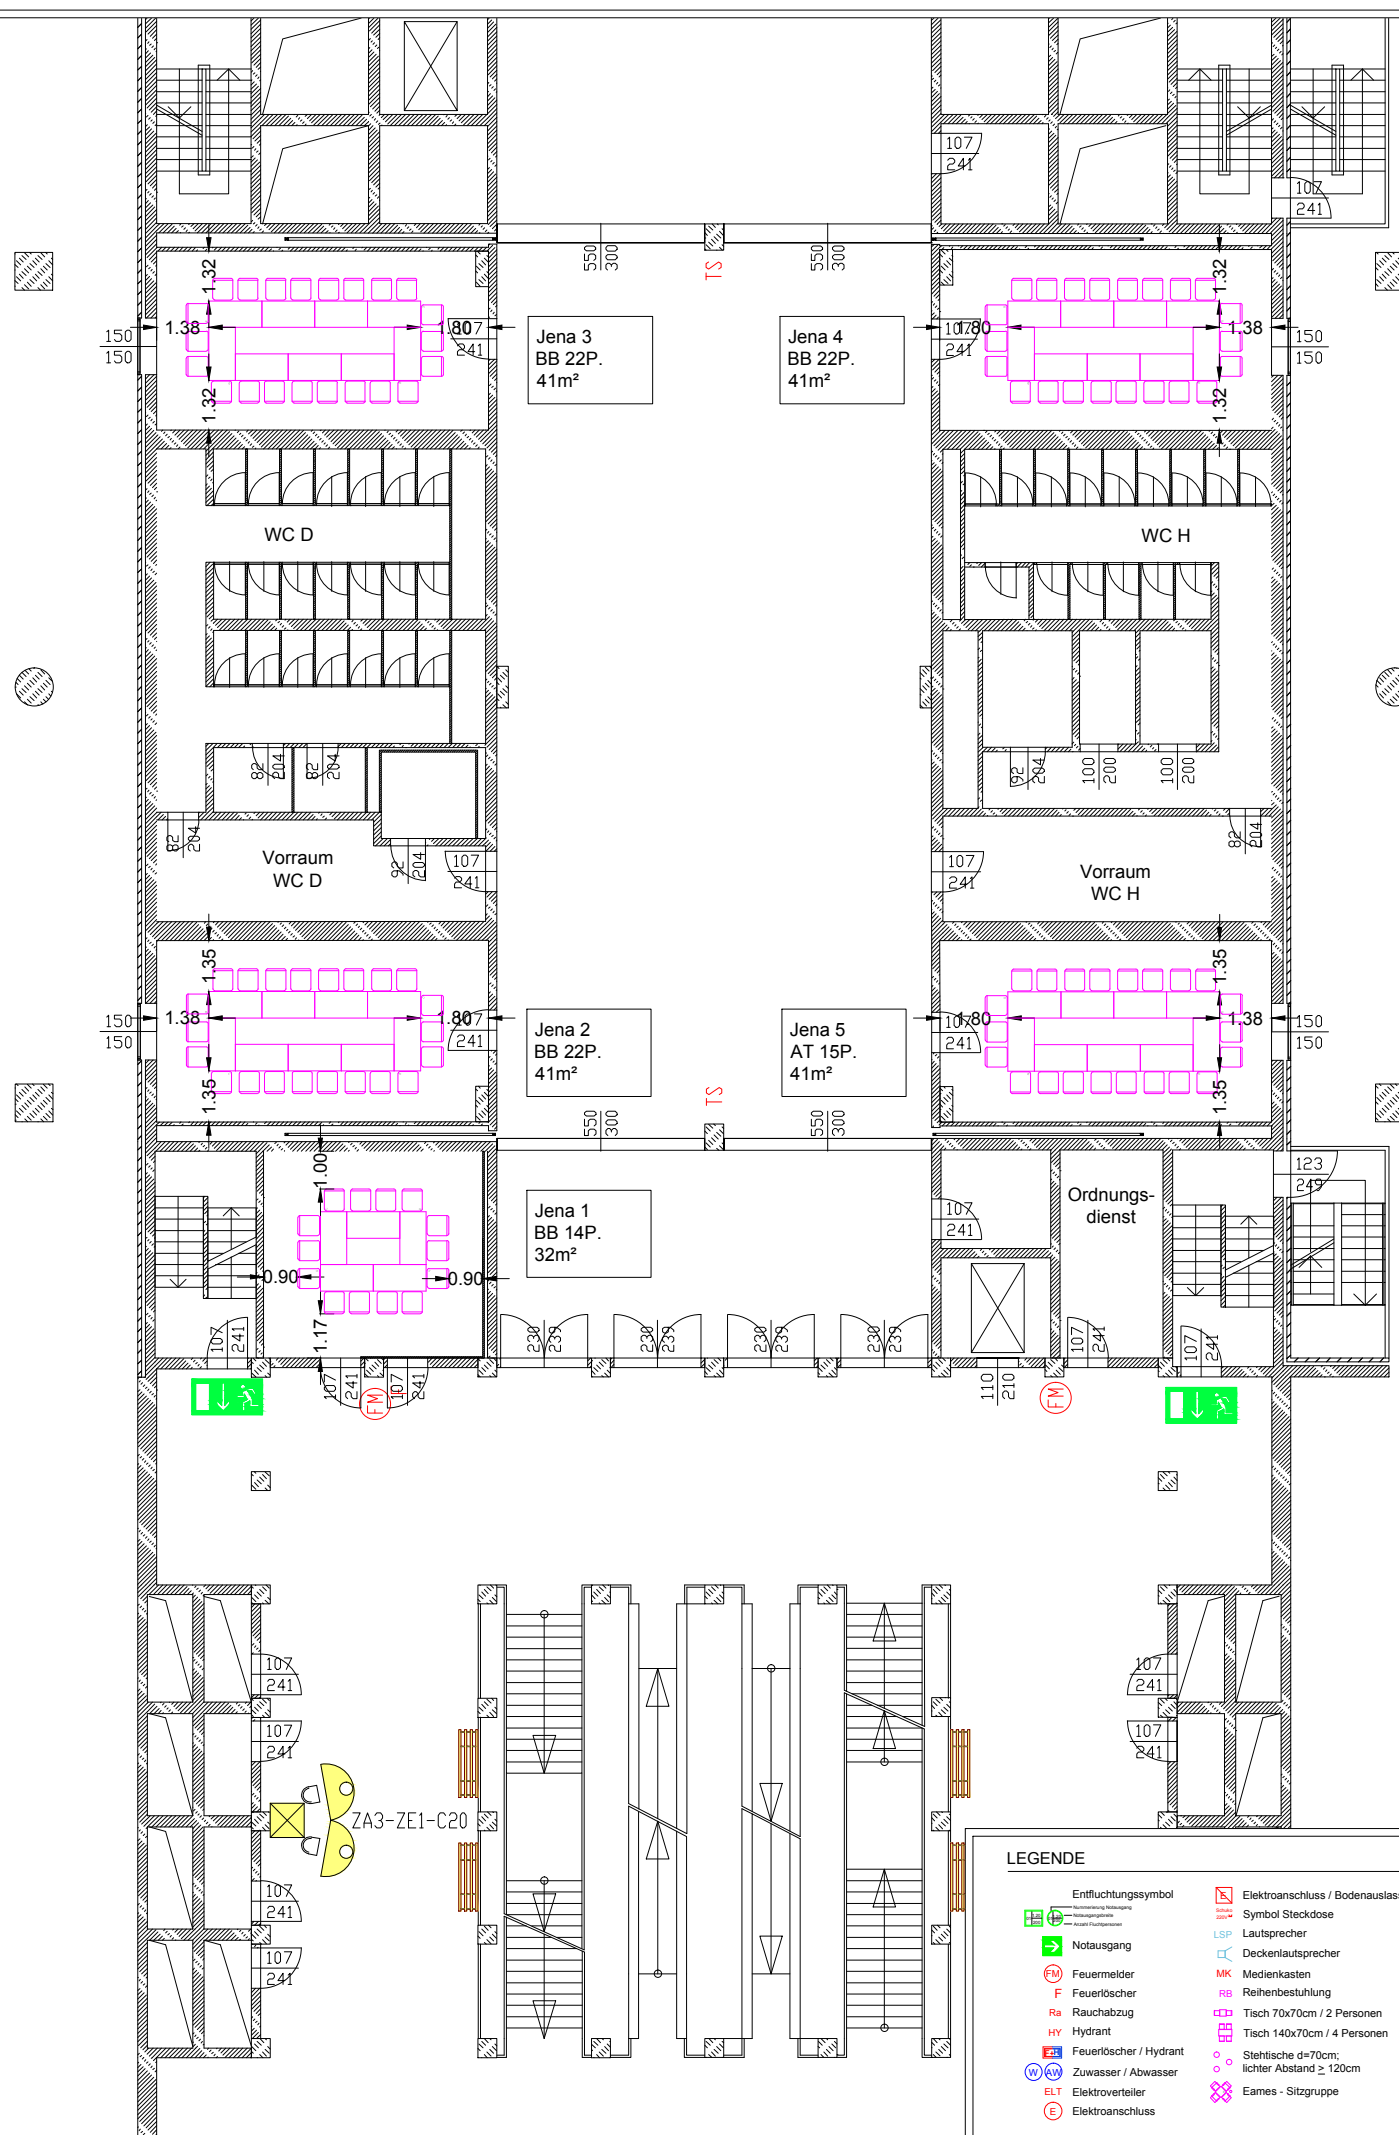 107
241
107
241
550
300
TS
550
300
1.32
1.38
1.80
107
241
1.32
150
150
Jena 3
BB 22P.
41m²
Jena 4
BB 22P.
41m²
1.32
107
241
1.80
1.38
1.32
150
150
WC D
WC H
82
204
82
204
92
204
100
200
100
200
82
204
92
204
107
241
107
241
82
204
Vorraum
WC D
Vorraum
WC H
1.35
1.38
1.80
107
241
1.35
150
150
Jena 2
BB 22P.
41m²
Jena 5
AT 15P.
41m²
1.35
107
241
1.80
1.38
1.35
150
150
550
300
TS
550
300
1.00
0.90
0.90
1.17
Jena 1
BB 14P.
32m²
107
241
Ordnungs-
dienst
123
249
230
239
230
239
230
239
230
239
107
241
107
241
107
241
FM
110
210
FM
107
241
107
241
107
241
107
241
107
241
107
241
107
241
107
241
ZA3-ZE1-C20
LEGENDE
Entfluchtungssymbol
Nummerierung Notausgang
Notausgangsbreite
Anzahl Fluchtpersonen
Notausgang
FM Feuermelder
F Feuerlöscher
Ra Rauchabzug
HY Hydrant
Feuerlöscher / Hydrant
W AW Zuwasser / Abwasser
ELT Elektroverteiler
E Elektroanschluss
E Elektroanschluss / Bodenauslass
Symbol Steckdose
LSP Lautsprecher
Deckenlautsprecher
MK Medienkasten
RB Reihenbestuhlung
Tisch 70x70cm / 2 Personen
Tisch 140x70cm / 4 Personen
Stehtische d=70cm;
lichter Abstand ≥ 120cm
Eames - Sitzgruppe